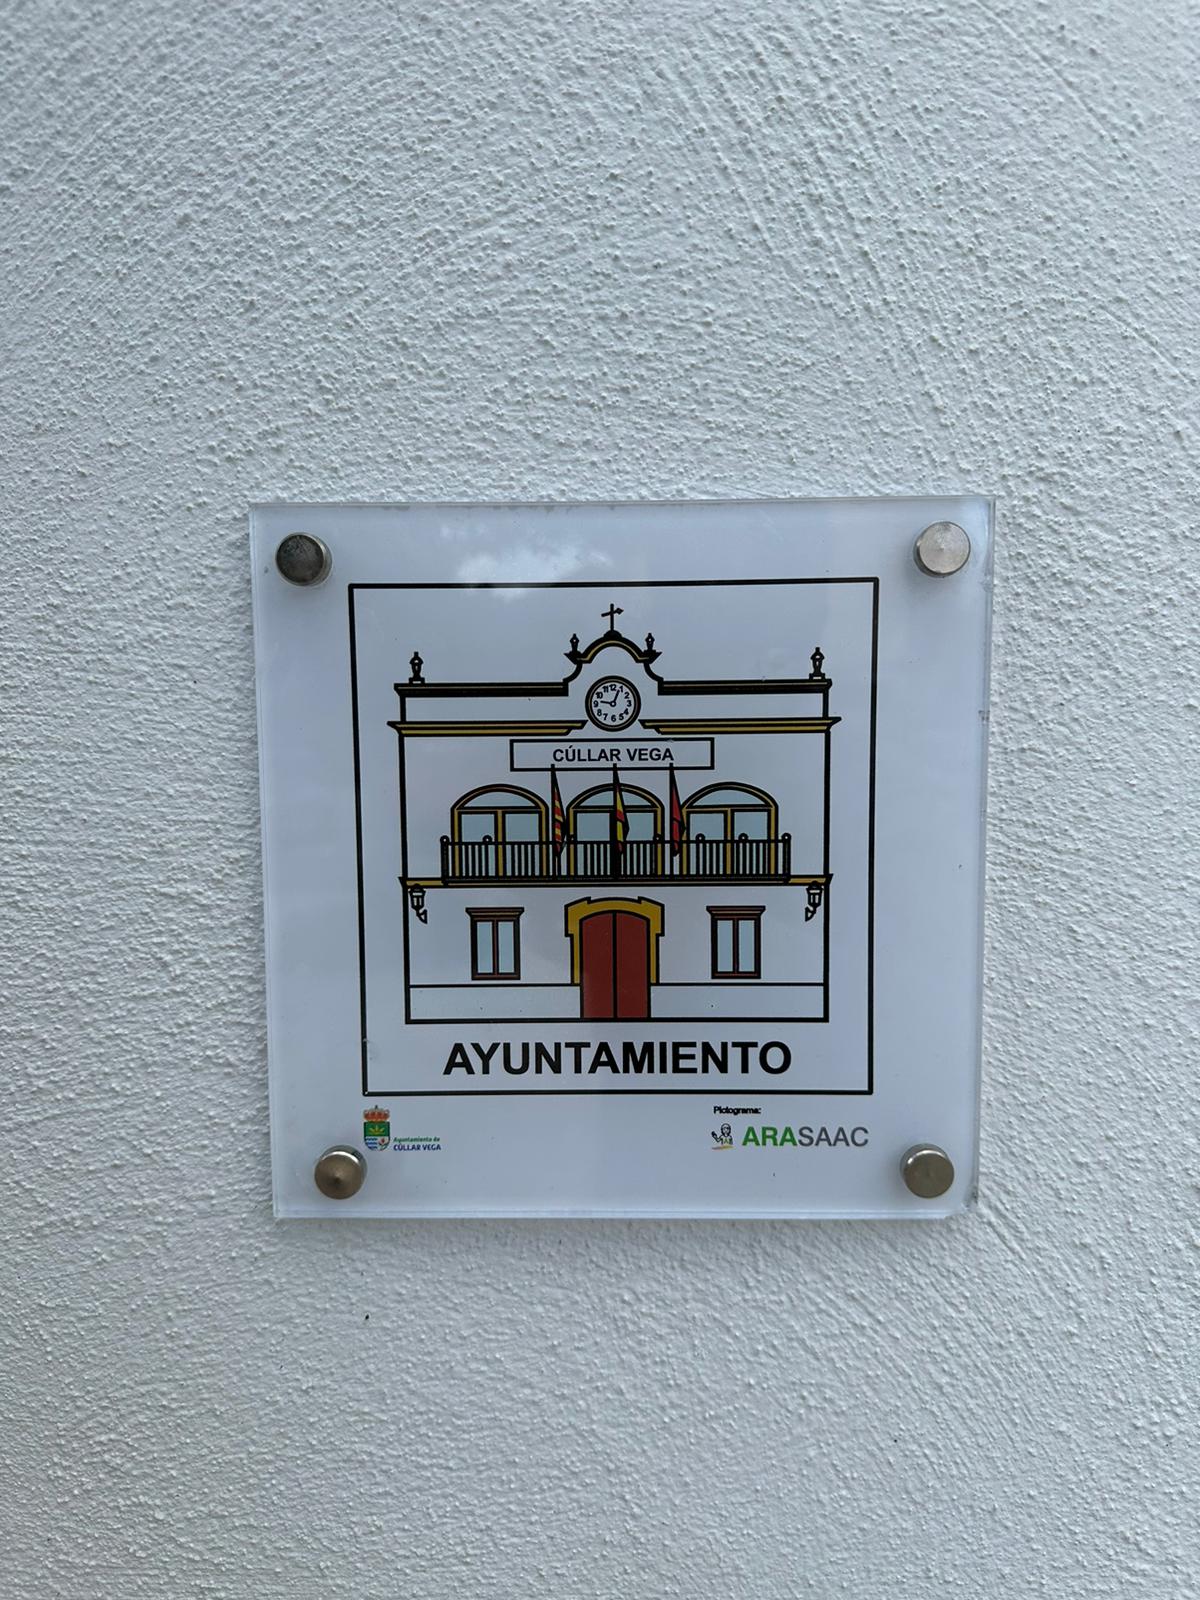 CÚLLAR VEGA
AYUNTAMIENTO
Ayuntamiento de
CÚLLAR VEGA
Pictograma:
ARASAAC